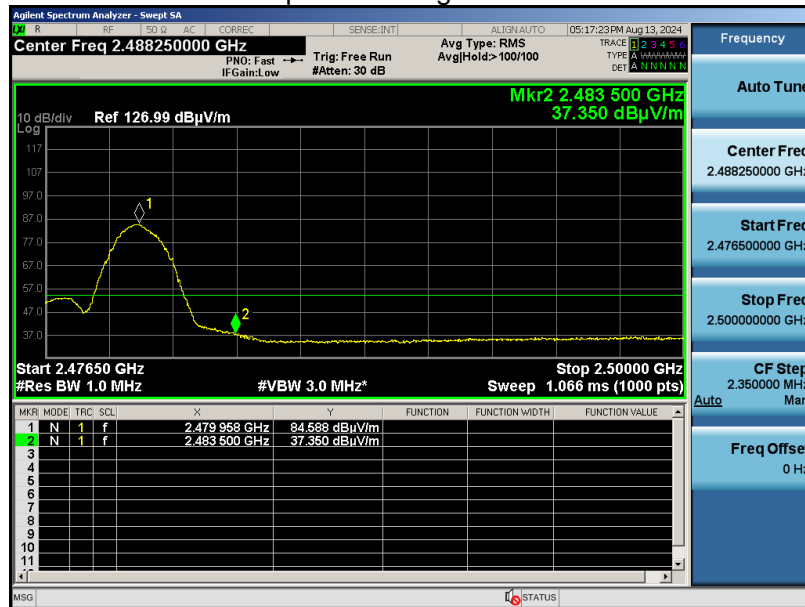 Agilent Spectrum Analyzer - Swept SA
LXI R RF 50 Ω AC CORREC SENSE:INT ALIGN AUTO 05:17:23 PM Aug 13, 2024
Center Freq 2.488250000 GHz
PNO: Fast
IFGain:Low
Trig: Free Run
#Atten: 30 dB
Avg Type: RMS
Avg|Hold:>100/100
TRACE 1 2 3 4 5 6
TYPE A WWWWW
DET A N N N N N
Mkr2 2.483 500 GHz
37.350 dBµV/m
10 dB/div Ref 126.99 dBµV/m
Log
117
107
97.0
87.0
77.0
67.0
57.0
47.0
37.0
1
2
Start 2.47650 GHz Stop 2.50000 GHz
#Res BW 1.0 MHz #VBW 3.0 MHz* Sweep 1.066 ms (1000 pts)
MKR MODE TRC SCL X Y FUNCTION FUNCTION WIDTH FUNCTION VALUE
1 N 1 f 2.479 958 GHz 84.588 dBµV/m
2 N 1 f 2.483 500 GHz 37.350 dBµV/m
3
4
5
6
7
8
9
10
11
MSG STATUS
Frequency
Auto Tune
Center Freq
2.488250000 GHz
Start Freq
2.476500000 GHz
Stop Freq
2.500000000 GHz
CF Step
2.350000 MHz
Auto Man
Freq Offset
0 Hz